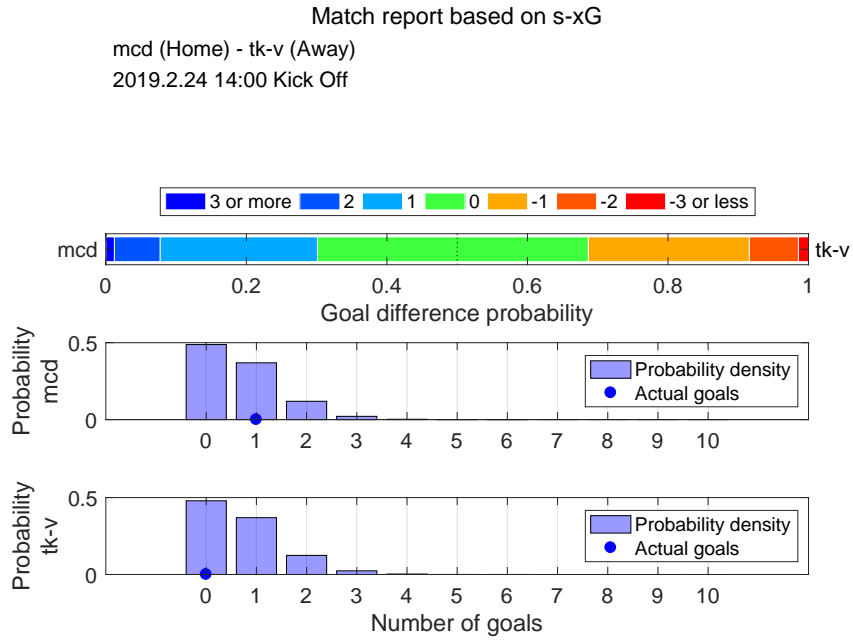 Match report based on s-xG
mcd (Home) - tk-v (Away)
2019.2.24 14:00 Kick Off
3 or more 2 1 0 -1 -2 -3 or less
mcd tk-v
0 0.2 0.4 0.6 0.8 1
Goal difference probability
Probability
mcd
0.5
0
Probability density
Actual goals
0 1 2 3 4 5 6 7 8 9 10
Probability
tk-v
0.5
0
Probability density
Actual goals
0 1 2 3 4 5 6 7 8 9 10
Number of goals